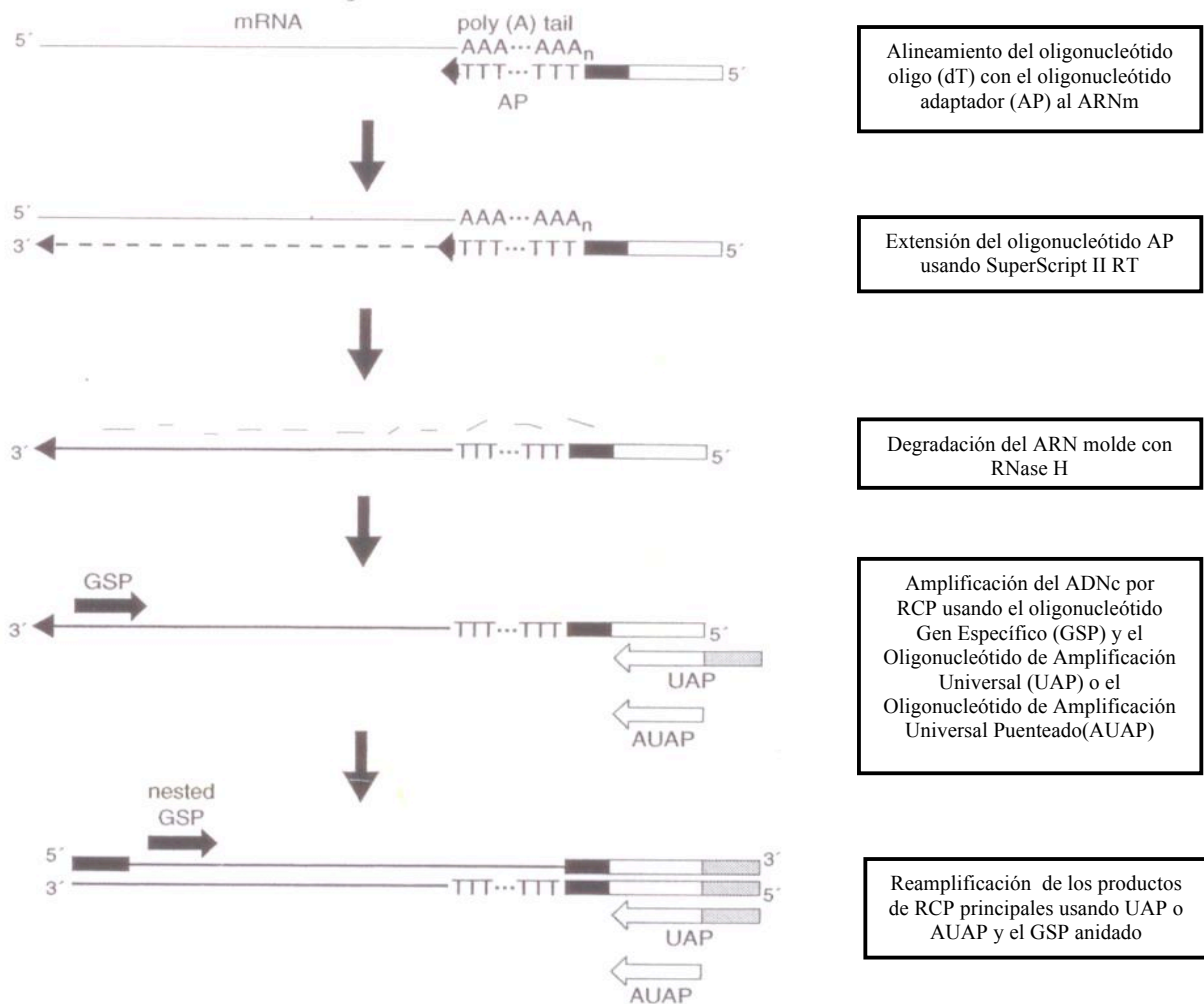 mRNA
poly (A) tail
5´
AAA···AAAn
TTT···TTT
5´
AP
Alineamiento del oligonucleótido
oligo (dT) con el oligonucleótido
adaptador (AP) al ARNm
5´
AAA···AAAn
3´
TTT···TTT
5´
Extensión del oligonucleótido AP
usando SuperScript II RT
3´
TTT···TTT
5´
Degradación del ARN molde con
RNase H
GSP
3´
TTT···TTT
5´
UAP
AUAP
Amplificación del ADNc por
RCP usando el oligonucleótido
Gen Específico (GSP) y el
Oligonucleótido de Amplificación
Universal (UAP) o el
Oligonucleótido de Amplificación
Universal Puenteado(AUAP)
nested
GSP
5´
3´
3´
TTT···TTT
5´
UAP
AUAP
Reamplificación de los productos
de RCP principales usando UAP o
AUAP y el GSP anidado